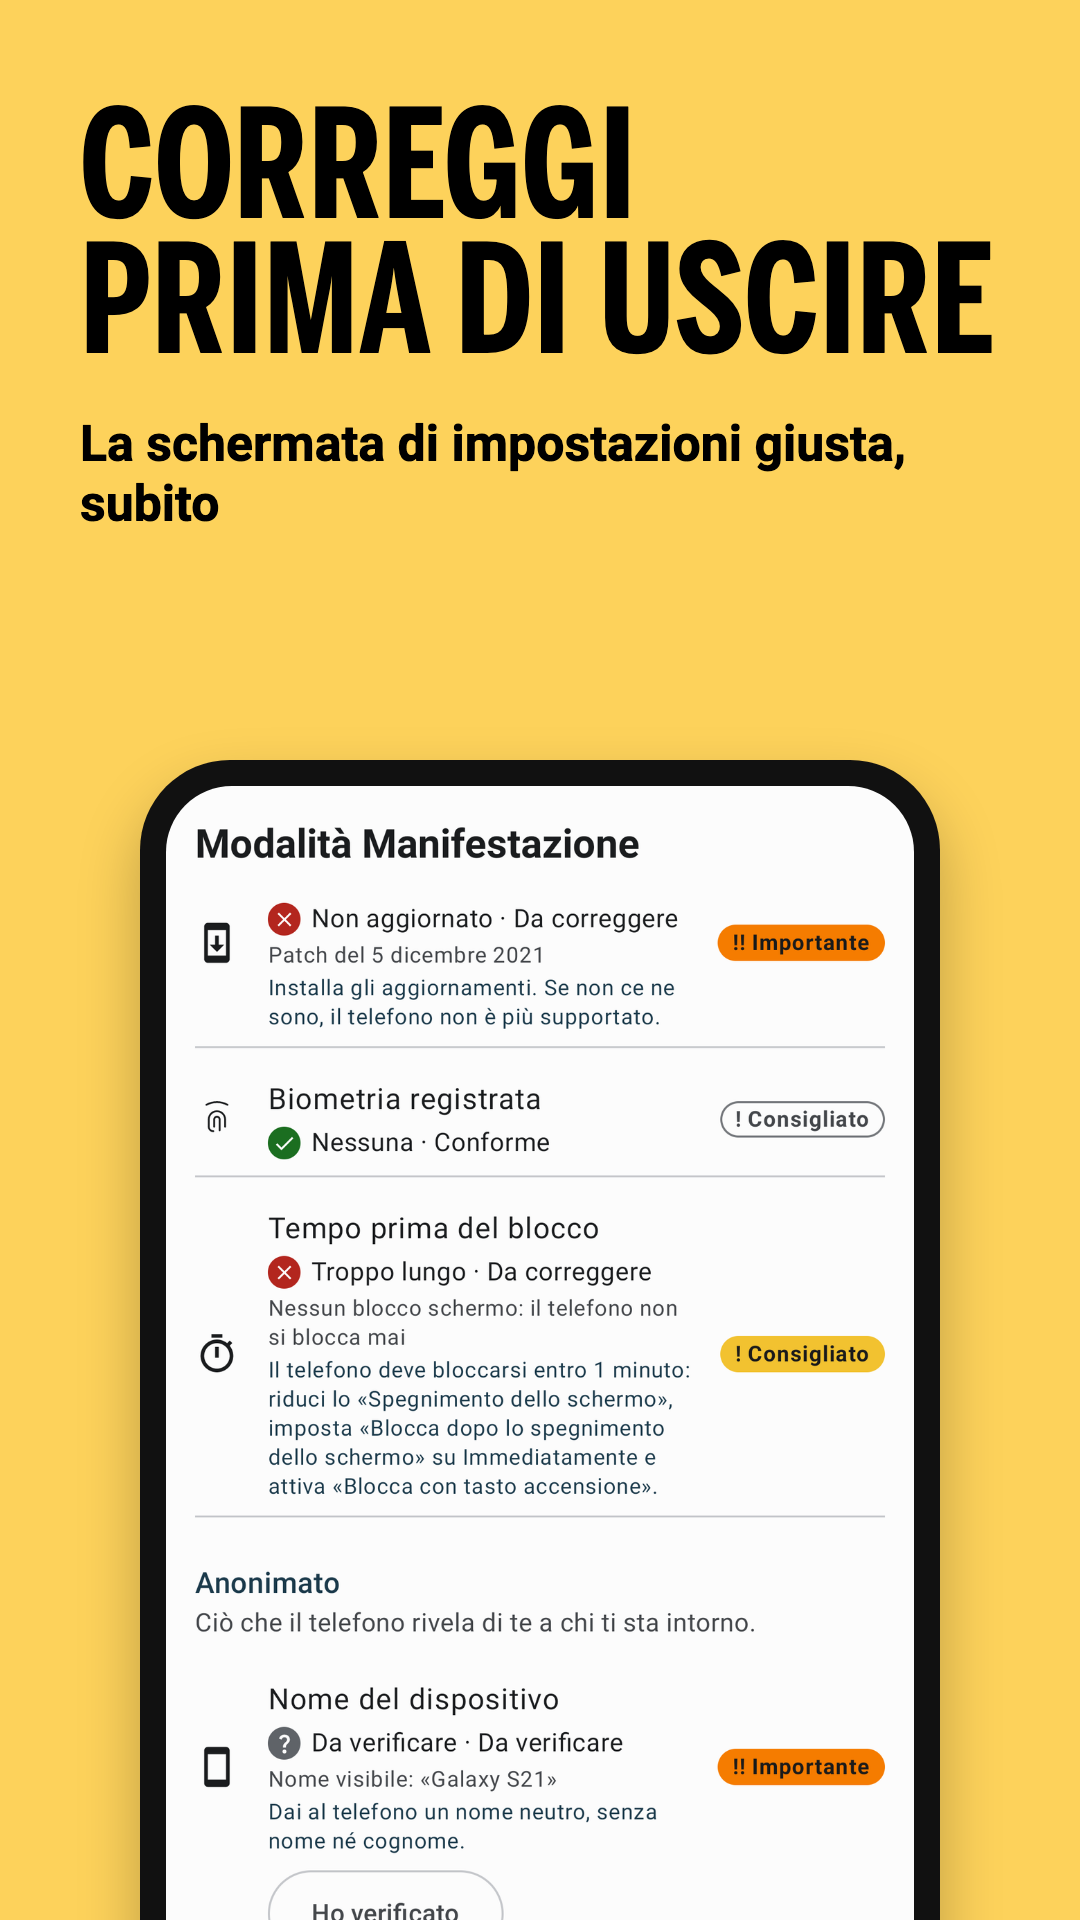 CORREGGI
PRIMA DI USCIRE
La schermata di impostazioni giusta,
subito
Modalità Manifestazione
Non aggiornato · Da correggere
Patch del 5 dicembre 2021
Installa gli aggiornamenti. Se non ce ne
sono, il telefono non è più supportato.
!! Importante
Biometria registrata
Nessuna · Conforme
! Consigliato
Tempo prima del blocco
Troppo lungo · Da correggere
Nessun blocco schermo: il telefono non
si blocca mai
Il telefono deve bloccarsi entro 1 minuto:
riduci lo «Spegnimento dello schermo»,
imposta «Blocca dopo lo spegnimento
dello schermo» su Immediatamente e
attiva «Blocca con tasto accensione».
! Consigliato
Anonimato
Ciò che il telefono rivela di te a chi ti sta intorno.
Nome del dispositivo
Da verificare · Da verificare
Nome visibile: «Galaxy S21»
Dai al telefono un nome neutro, senza
nome né cognome.
!! Importante
Ho verificato